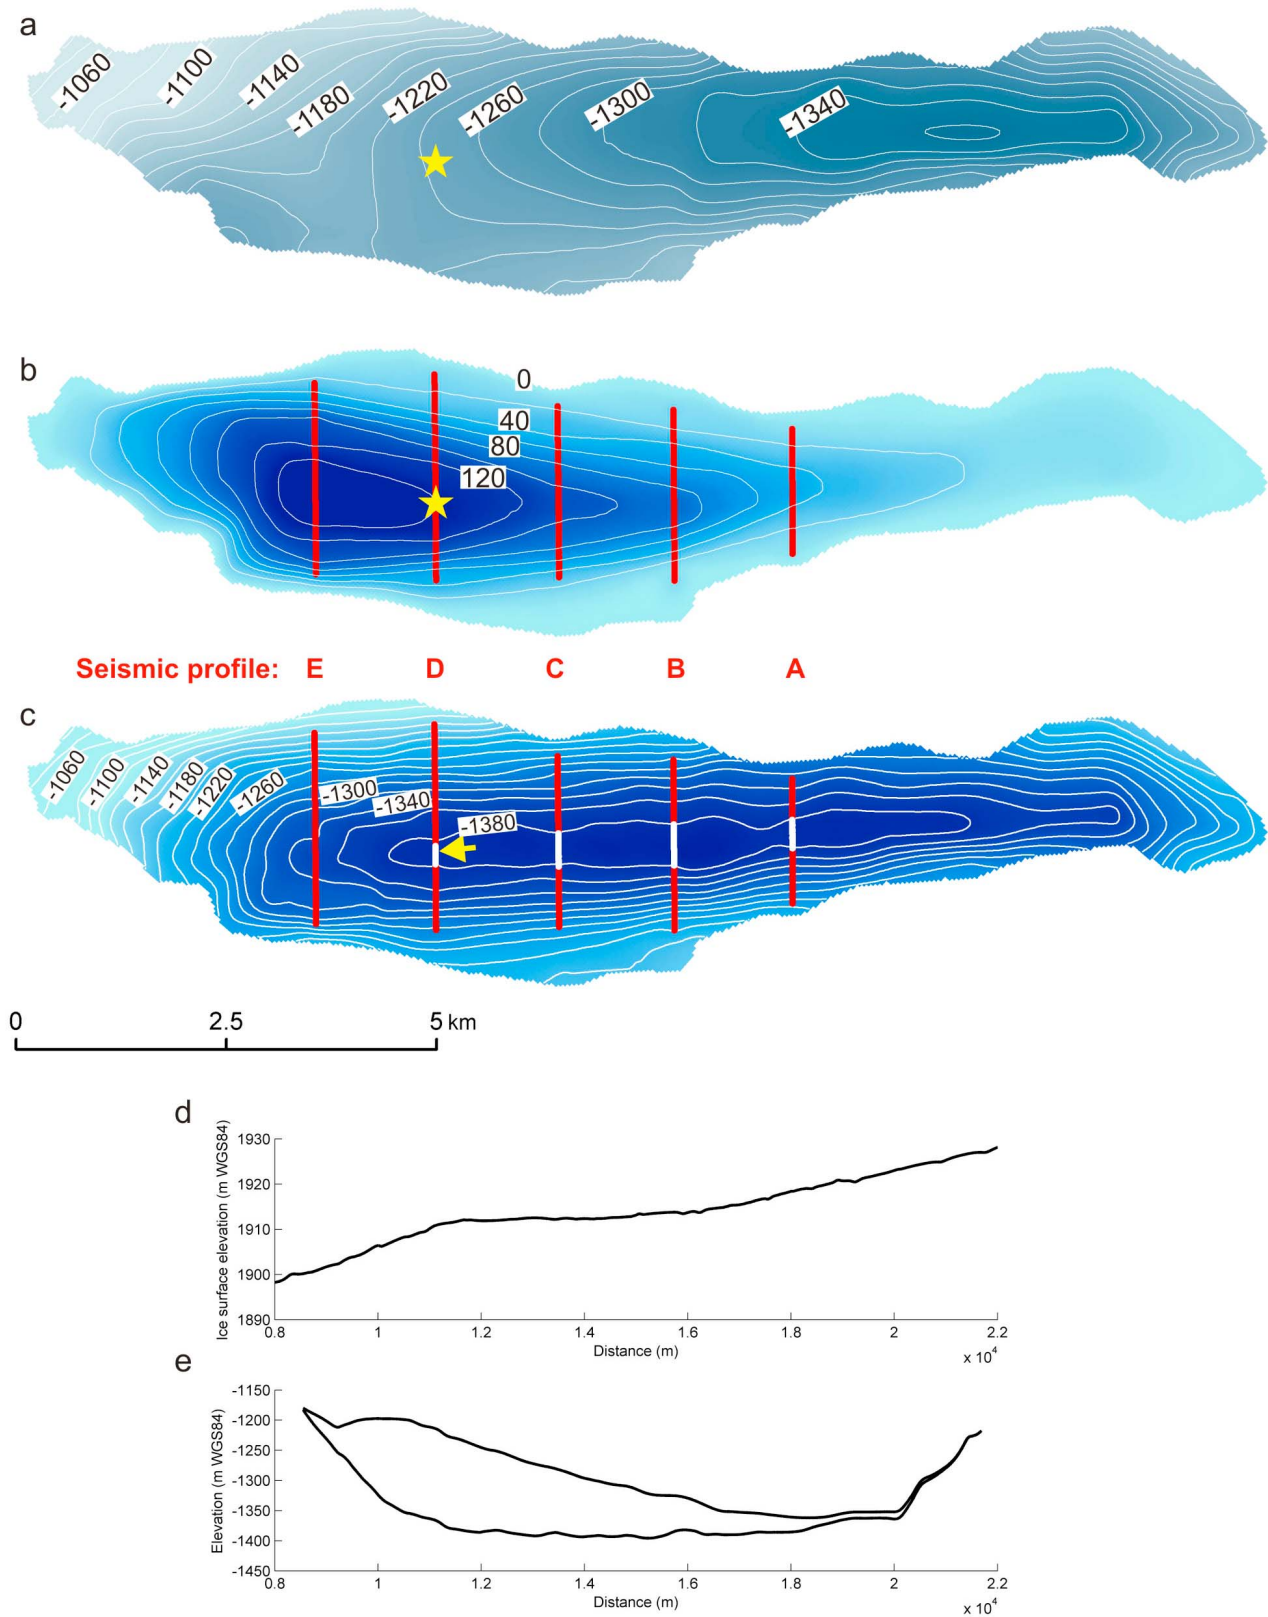 a
-1060
-1100
-1140
-1180
-1220
-1260
-1300
-1340
b
0
40
80
120
Seismic profile: E D C B A
c
-1060
-1100
-1140
-1180
-1220
-1260
-1300
-1340
-1380
0 2.5 5 km
d
Ice surface elevation (m WGS84)
1930
1920
1910
1900
1890
0.8 1 1.2 1.4 1.6 1.8 2 2.2
Distance (m)
x 10⁴
e
Elevation (m WGS84)
-1150
-1200
-1250
-1300
-1350
-1400
-1450
0.8 1 1.2 1.4 1.6 1.8 2 2.2
Distance (m)
x 10⁴